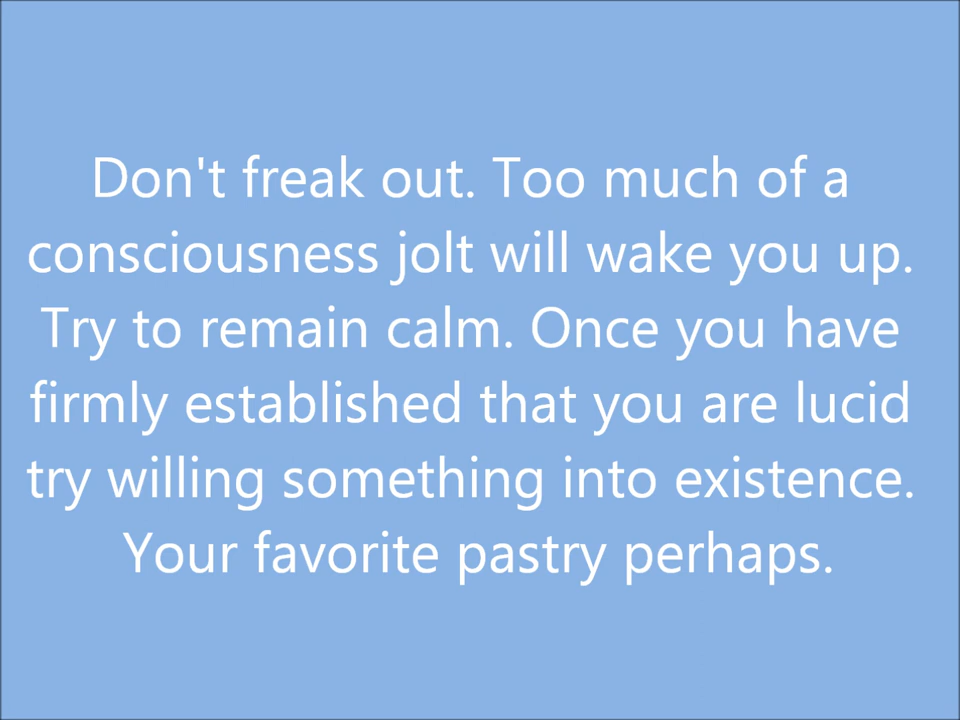 Don't freak out. Too much of a
consciousness jolt will wake you up.
Try to remain calm. Once you have
firmly established that you are lucid
try willing something into existence.
Your favorite pastry perhaps.